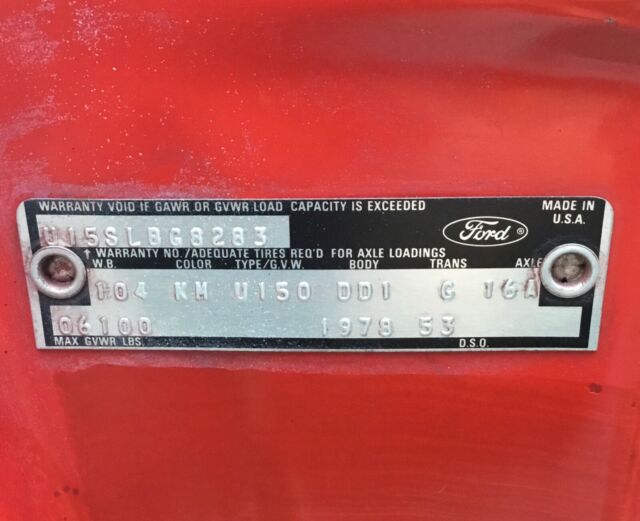 WARRANTY VOID IF GAWR OR GVWR LOAD CAPACITY IS EXCEEDED
MADE IN
U.S.A.
U15SLBG8283
Ford ®
† WARRANTY NO./ADEQUATE TIRES REQ'D FOR AXLE LOADINGS
W.B. COLOR TYPE/G.V.W. BODY TRANS AXLE
104 KM U150 DD1 G 16A
06100 1978 53
MAX GVWR LBS. D.S.O.